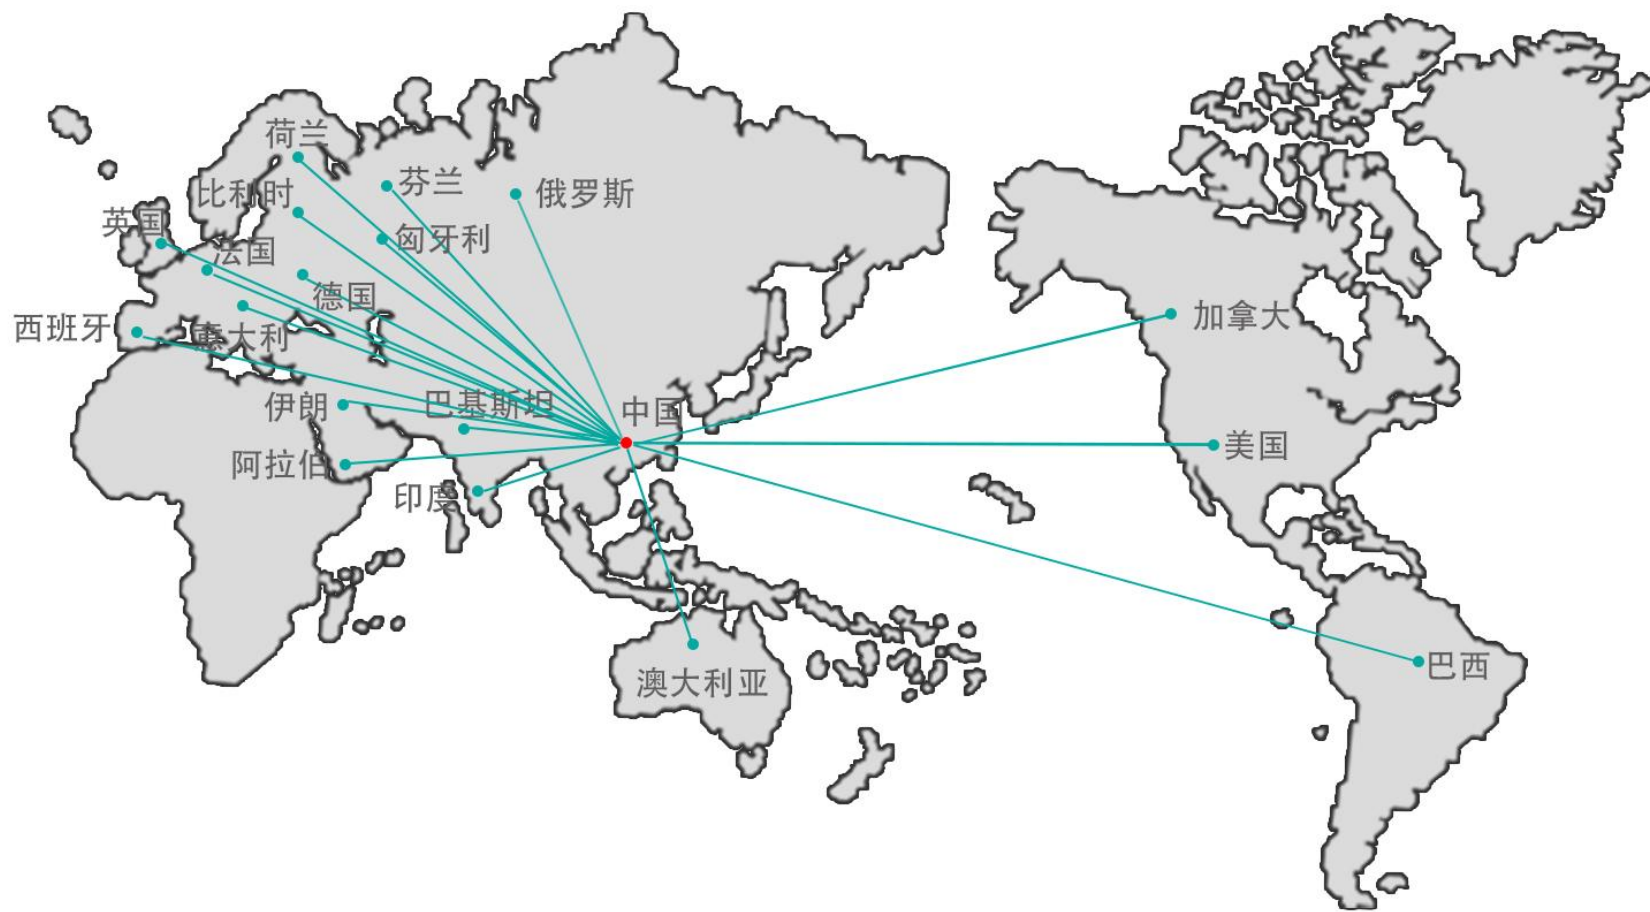 荷兰
芬兰
俄罗斯
比利时
英国
匈牙利
法国
德国
西班牙
意大利
加拿大
伊朗
巴基斯坦
中国
美国
阿拉伯
印度
巴西
澳大利亚